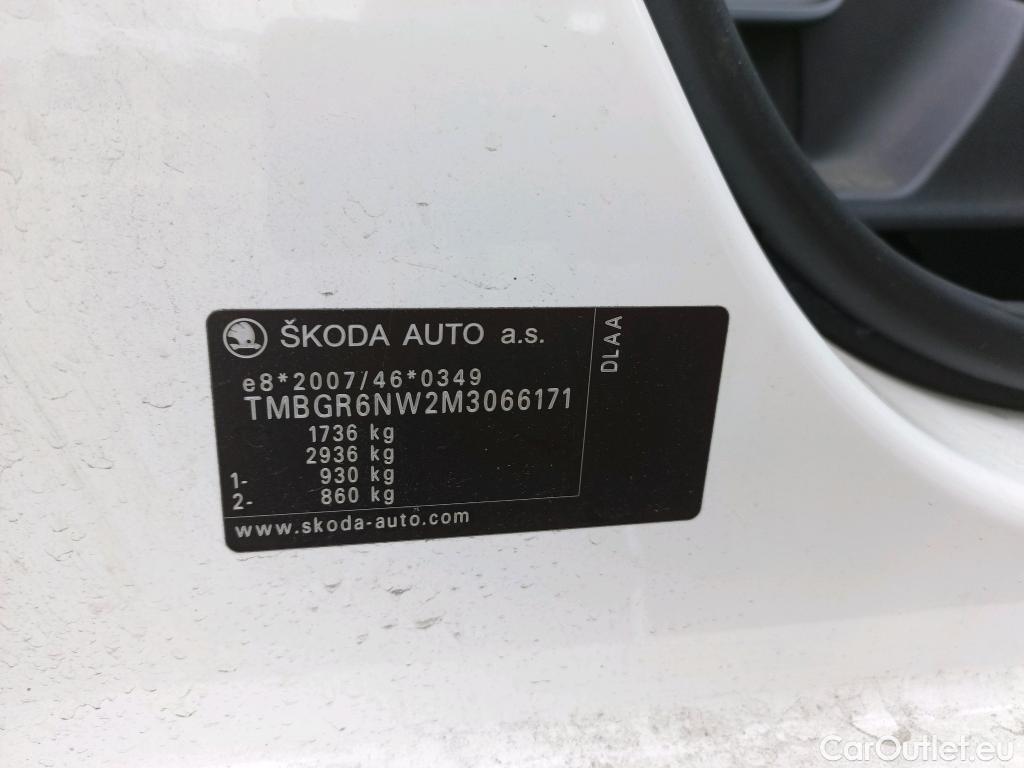 ŠKODA AUTO a.s.
DLAA
e8*2007/46*0349
TMBGR6NW2M3066171
1736 kg
2936 kg
1- 930 kg
2- 860 kg
www.skoda-auto.com
CarOutlet.eu